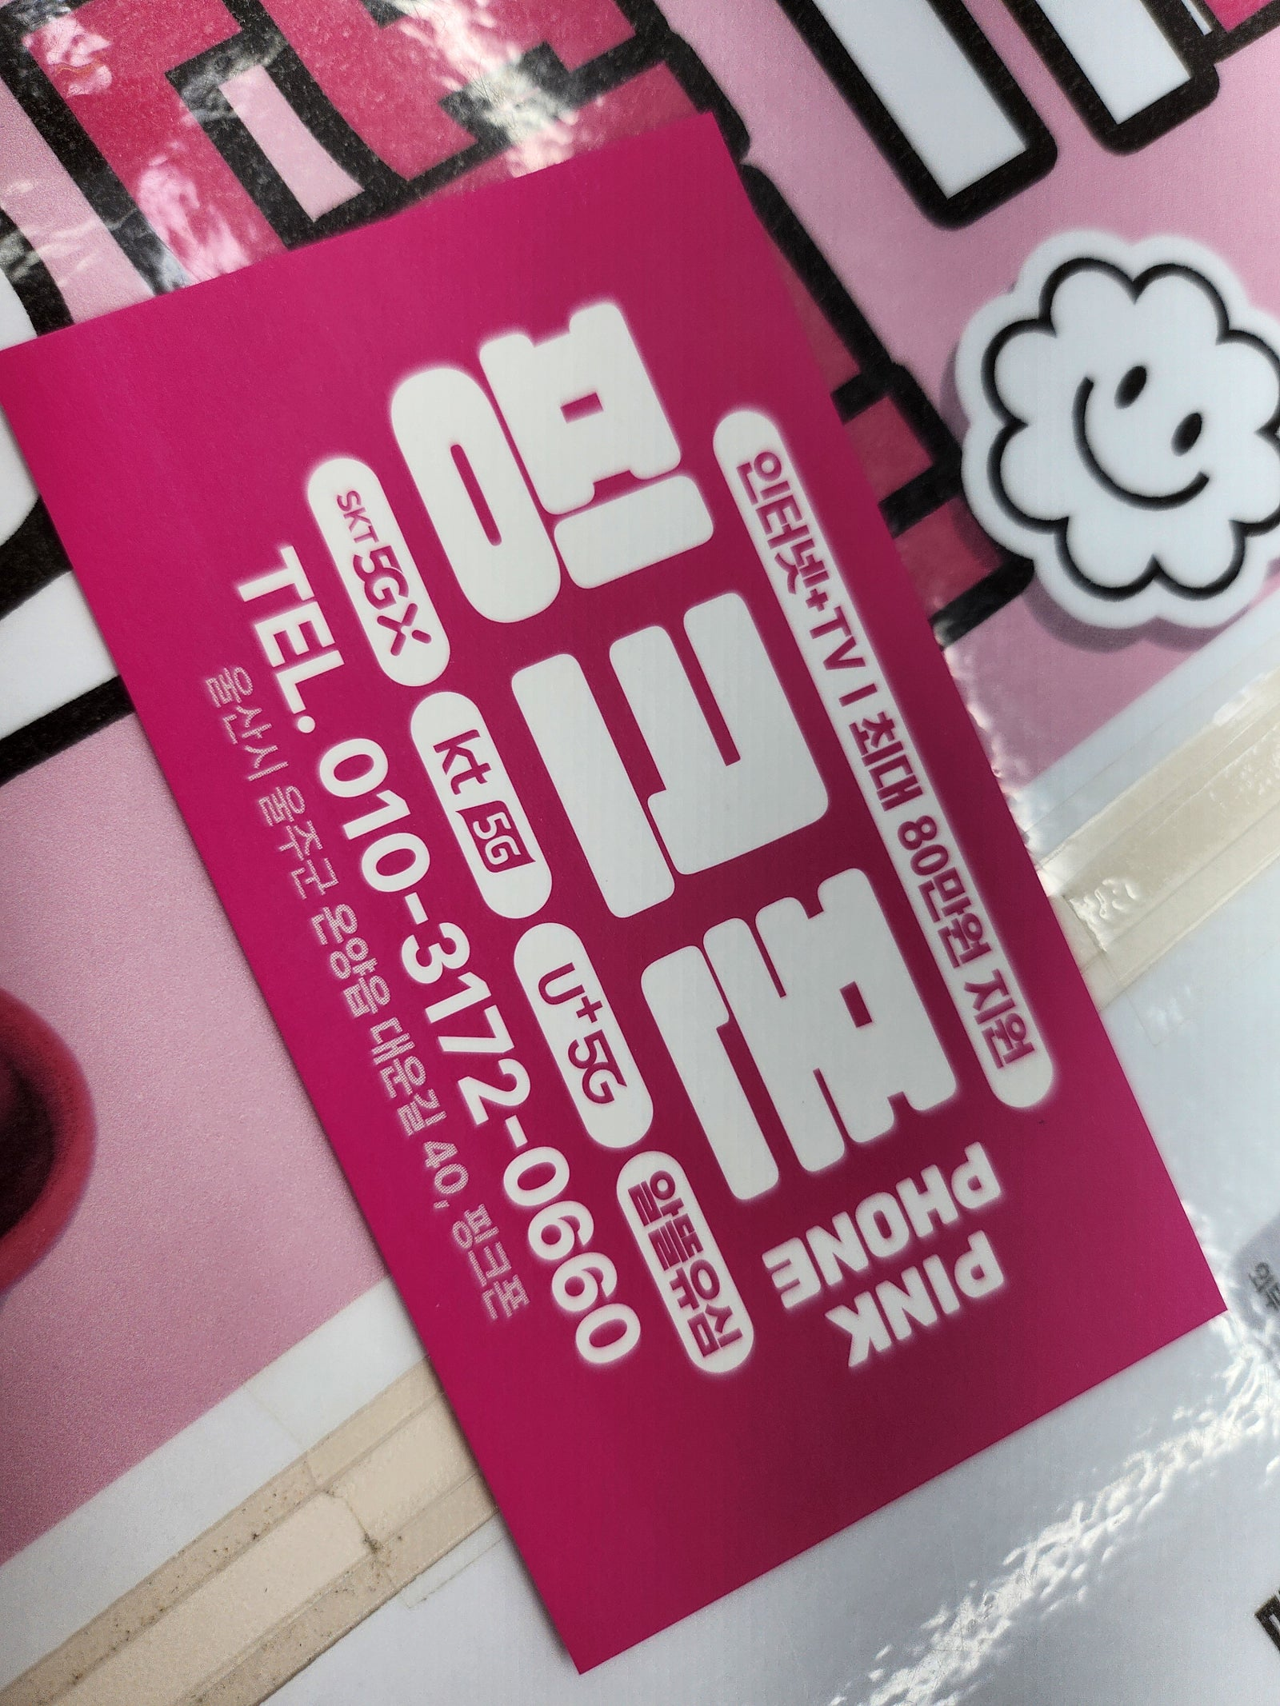 인터넷+TV I 최대 80만원 지원
핑크폰
PINK
PHONE
SKT 5GX
kt 5G
U+5G
알뜰유심
TEL. 010-3172-0660
울산시 울주군 온양읍 대운길 40, 핑크폰